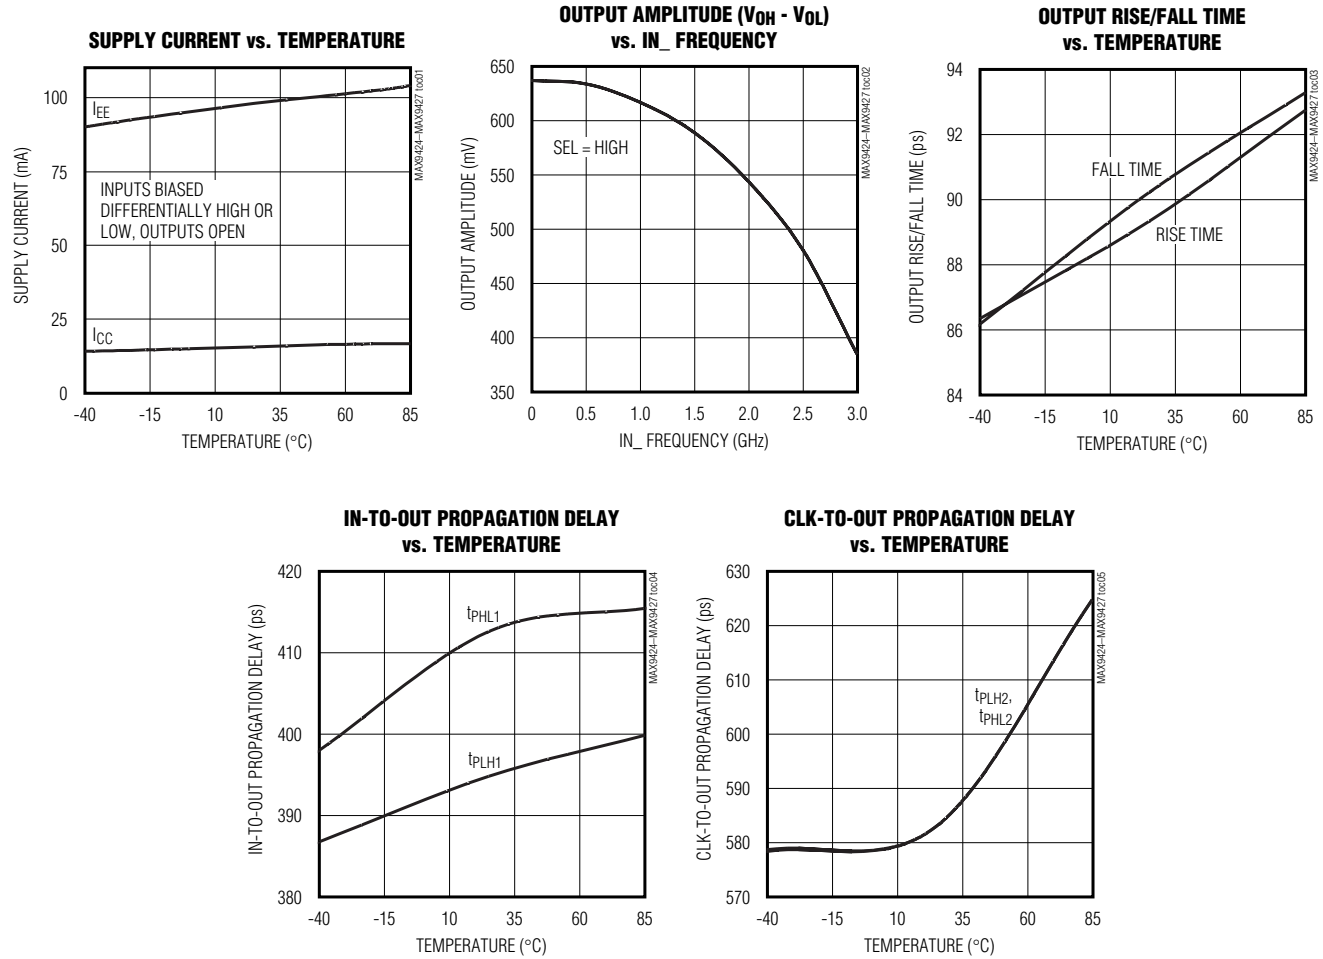 SUPPLY CURRENT vs. TEMPERATURE
SUPPLY CURRENT (mA)
100
75
50
25
0
IEE
INPUTS BIASED
DIFFERENTIALLY HIGH OR
LOW, OUTPUTS OPEN
ICC
-40 -15 10 35 60 85
TEMPERATURE (°C)
MAX9424–MAX9427 toc01
OUTPUT AMPLITUDE (VOH - VOL)
vs. IN_ FREQUENCY
OUTPUT AMPLITUDE (mV)
650
600
550
500
450
400
350
SEL = HIGH
0 0.5 1.0 1.5 2.0 2.5 3.0
IN_ FREQUENCY (GHz)
MAX9424–MAX9427 toc02
OUTPUT RISE/FALL TIME
vs. TEMPERATURE
OUTPUT RISE/FALL TIME (ps)
94
92
90
88
86
84
FALL TIME
RISE TIME
-40 -15 10 35 60 85
TEMPERATURE (°C)
MAX9424–MAX9427 toc03
IN-TO-OUT PROPAGATION DELAY
vs. TEMPERATURE
IN-TO-OUT PROPAGATION DELAY (ps)
420
410
400
390
380
tPHL1
tPLH1
-40 -15 10 35 60 85
TEMPERATURE (°C)
MAX9424–MAX9427 toc04
CLK-TO-OUT PROPAGATION DELAY
vs. TEMPERATURE
CLK-TO-OUT PROPAGATION DELAY (ps)
630
620
610
600
590
580
570
tPLH2,
tPHL2
-40 -15 10 35 60 85
TEMPERATURE (°C)
MAX9424–MAX9427 toc05